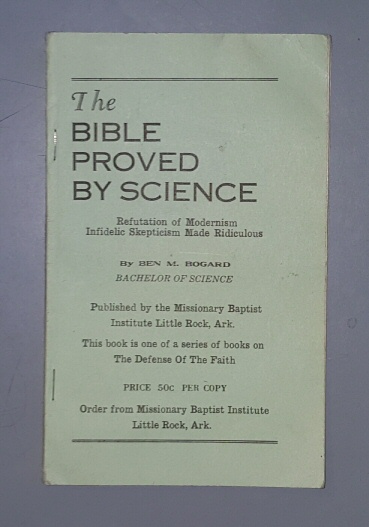 The
BIBLE
PROVED
BY SCIENCE
Refutation of Modernism
Infidelic Skepticism Made Ridiculous
By BEN M. BOGARD
BACHELOR OF SCIENCE
Published by the Missionary Baptist
Institute Little Rock, Ark.
This book is one of a series of books on
The Defense Of The Faith
PRICE 50c PER COPY
Order from Missionary Baptist Institute
Little Rock, Ark.